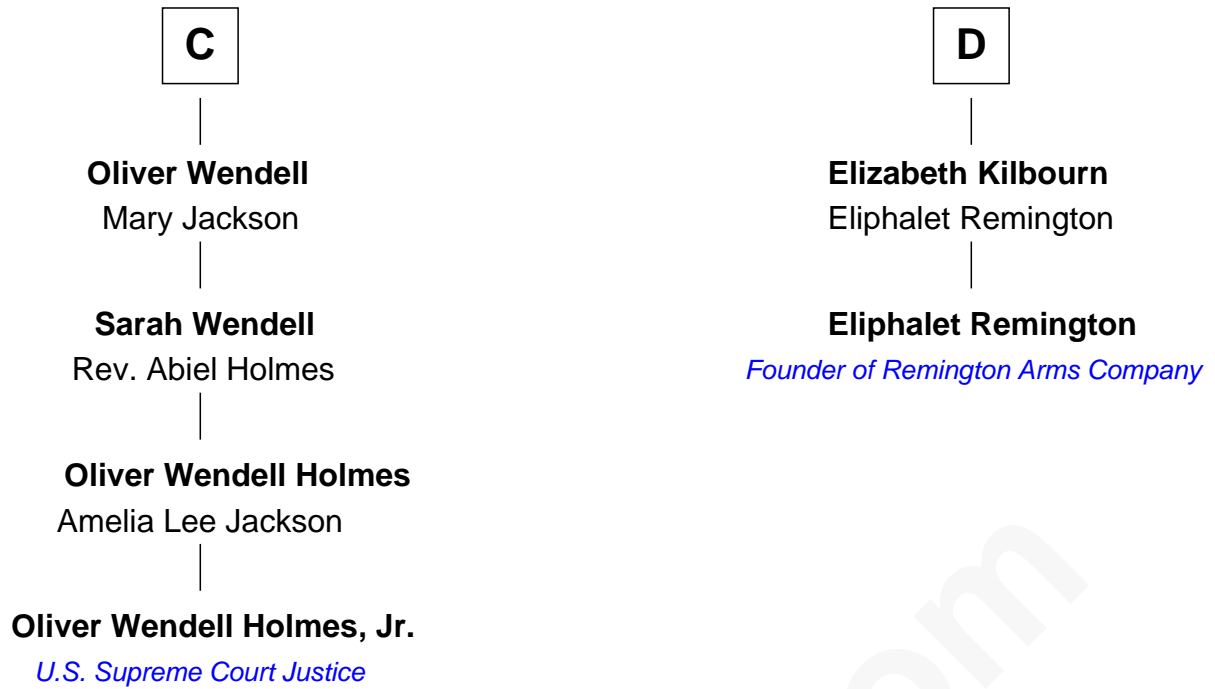 C
Oliver Wendell
Mary Jackson
Sarah Wendell
Rev. Abiel Holmes
Oliver Wendell Holmes
Amelia Lee Jackson
Oliver Wendell Holmes, Jr.
U.S. Supreme Court Justice
D
Elizabeth Kilbourn
Eliphalet Remington
Eliphalet Remington
Founder of Remington Arms Company
om